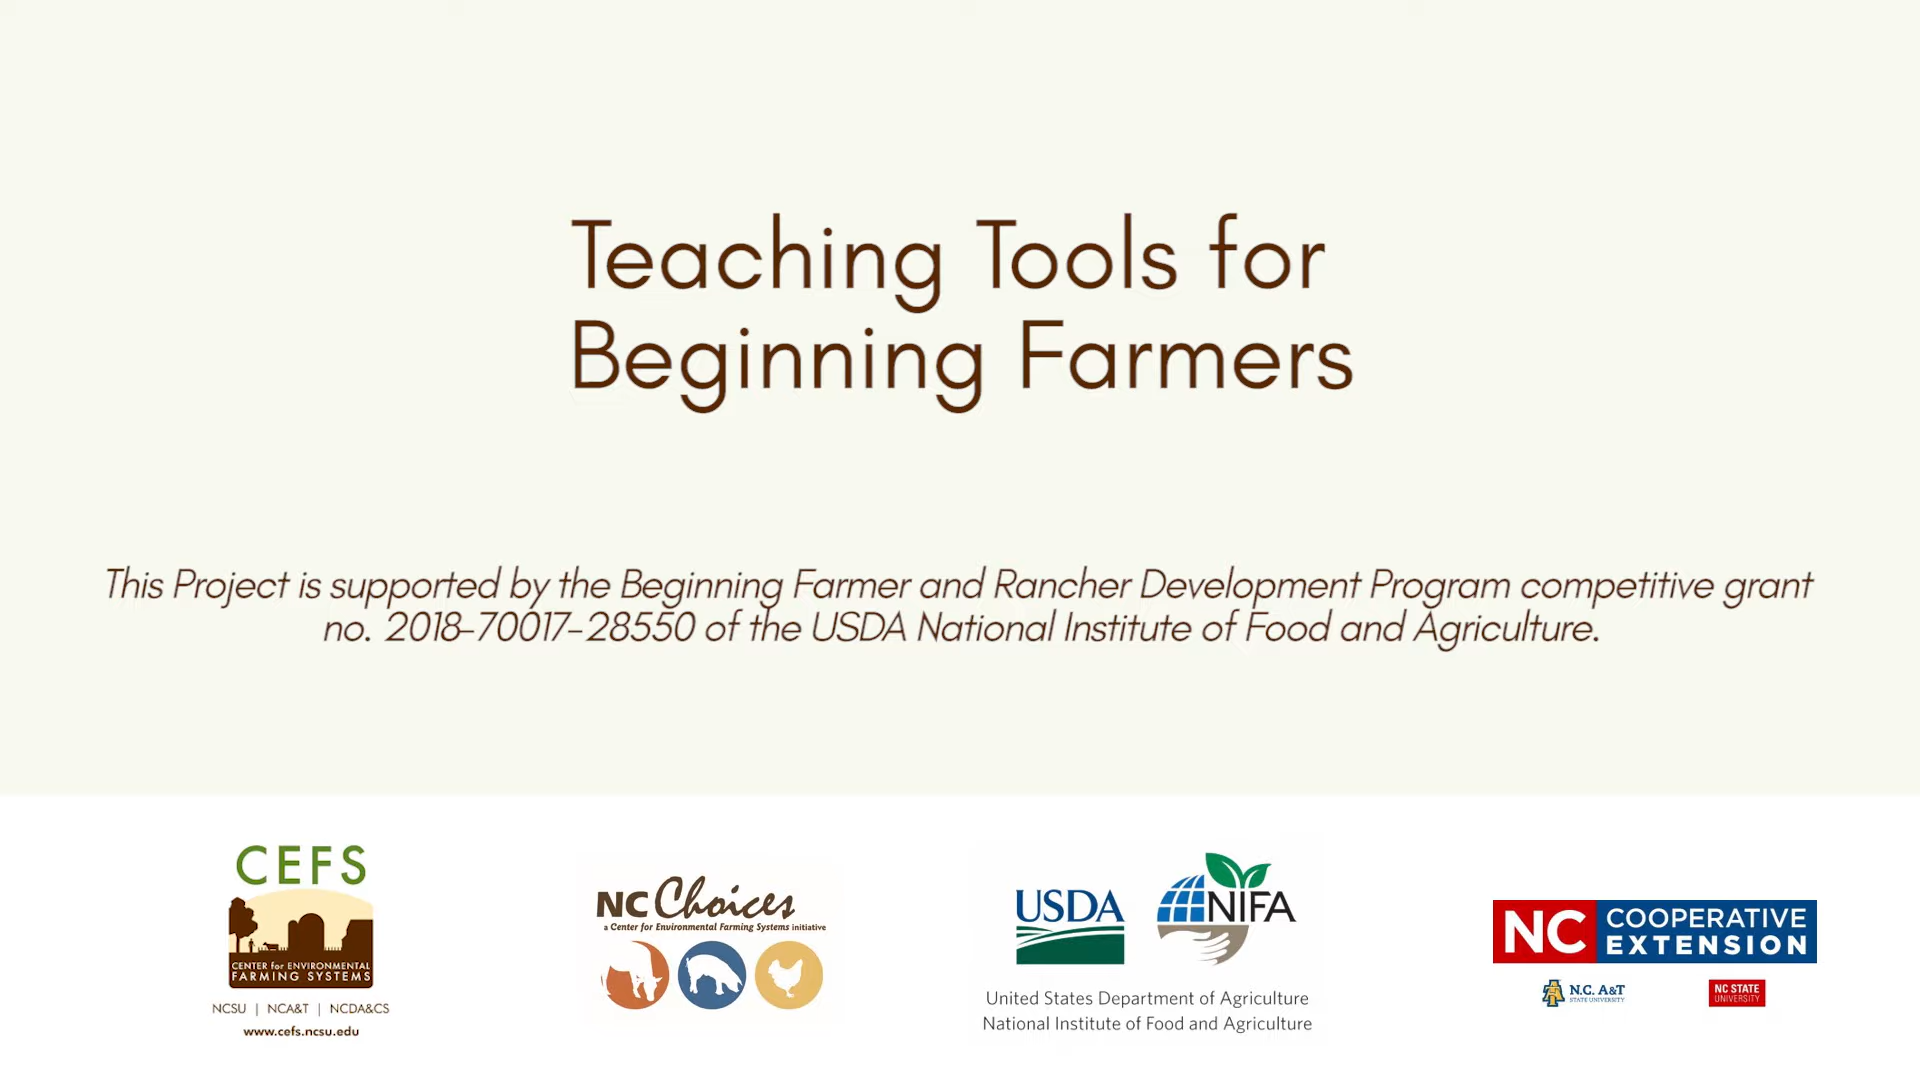 Teaching Tools for
Beginning Farmers
This Project is supported by the Beginning Farmer and Rancher Development Program competitive grant
no. 2018-70017-28550 of the USDA National Institute of Food and Agriculture.
CEFS
CENTER for ENVIRONMENTAL
FARMING SYSTEMS
NCSU | NCA&T | NCDA&CS
www.cefs.ncsu.edu
NC Choices
a Center for Environmental Farming Systems initiative
USDA
NIFA
United States Department of Agriculture
National Institute of Food and Agriculture
NC COOPERATIVE
EXTENSION
N.C. A&T
STATE UNIVERSITY
NC STATE
UNIVERSITY